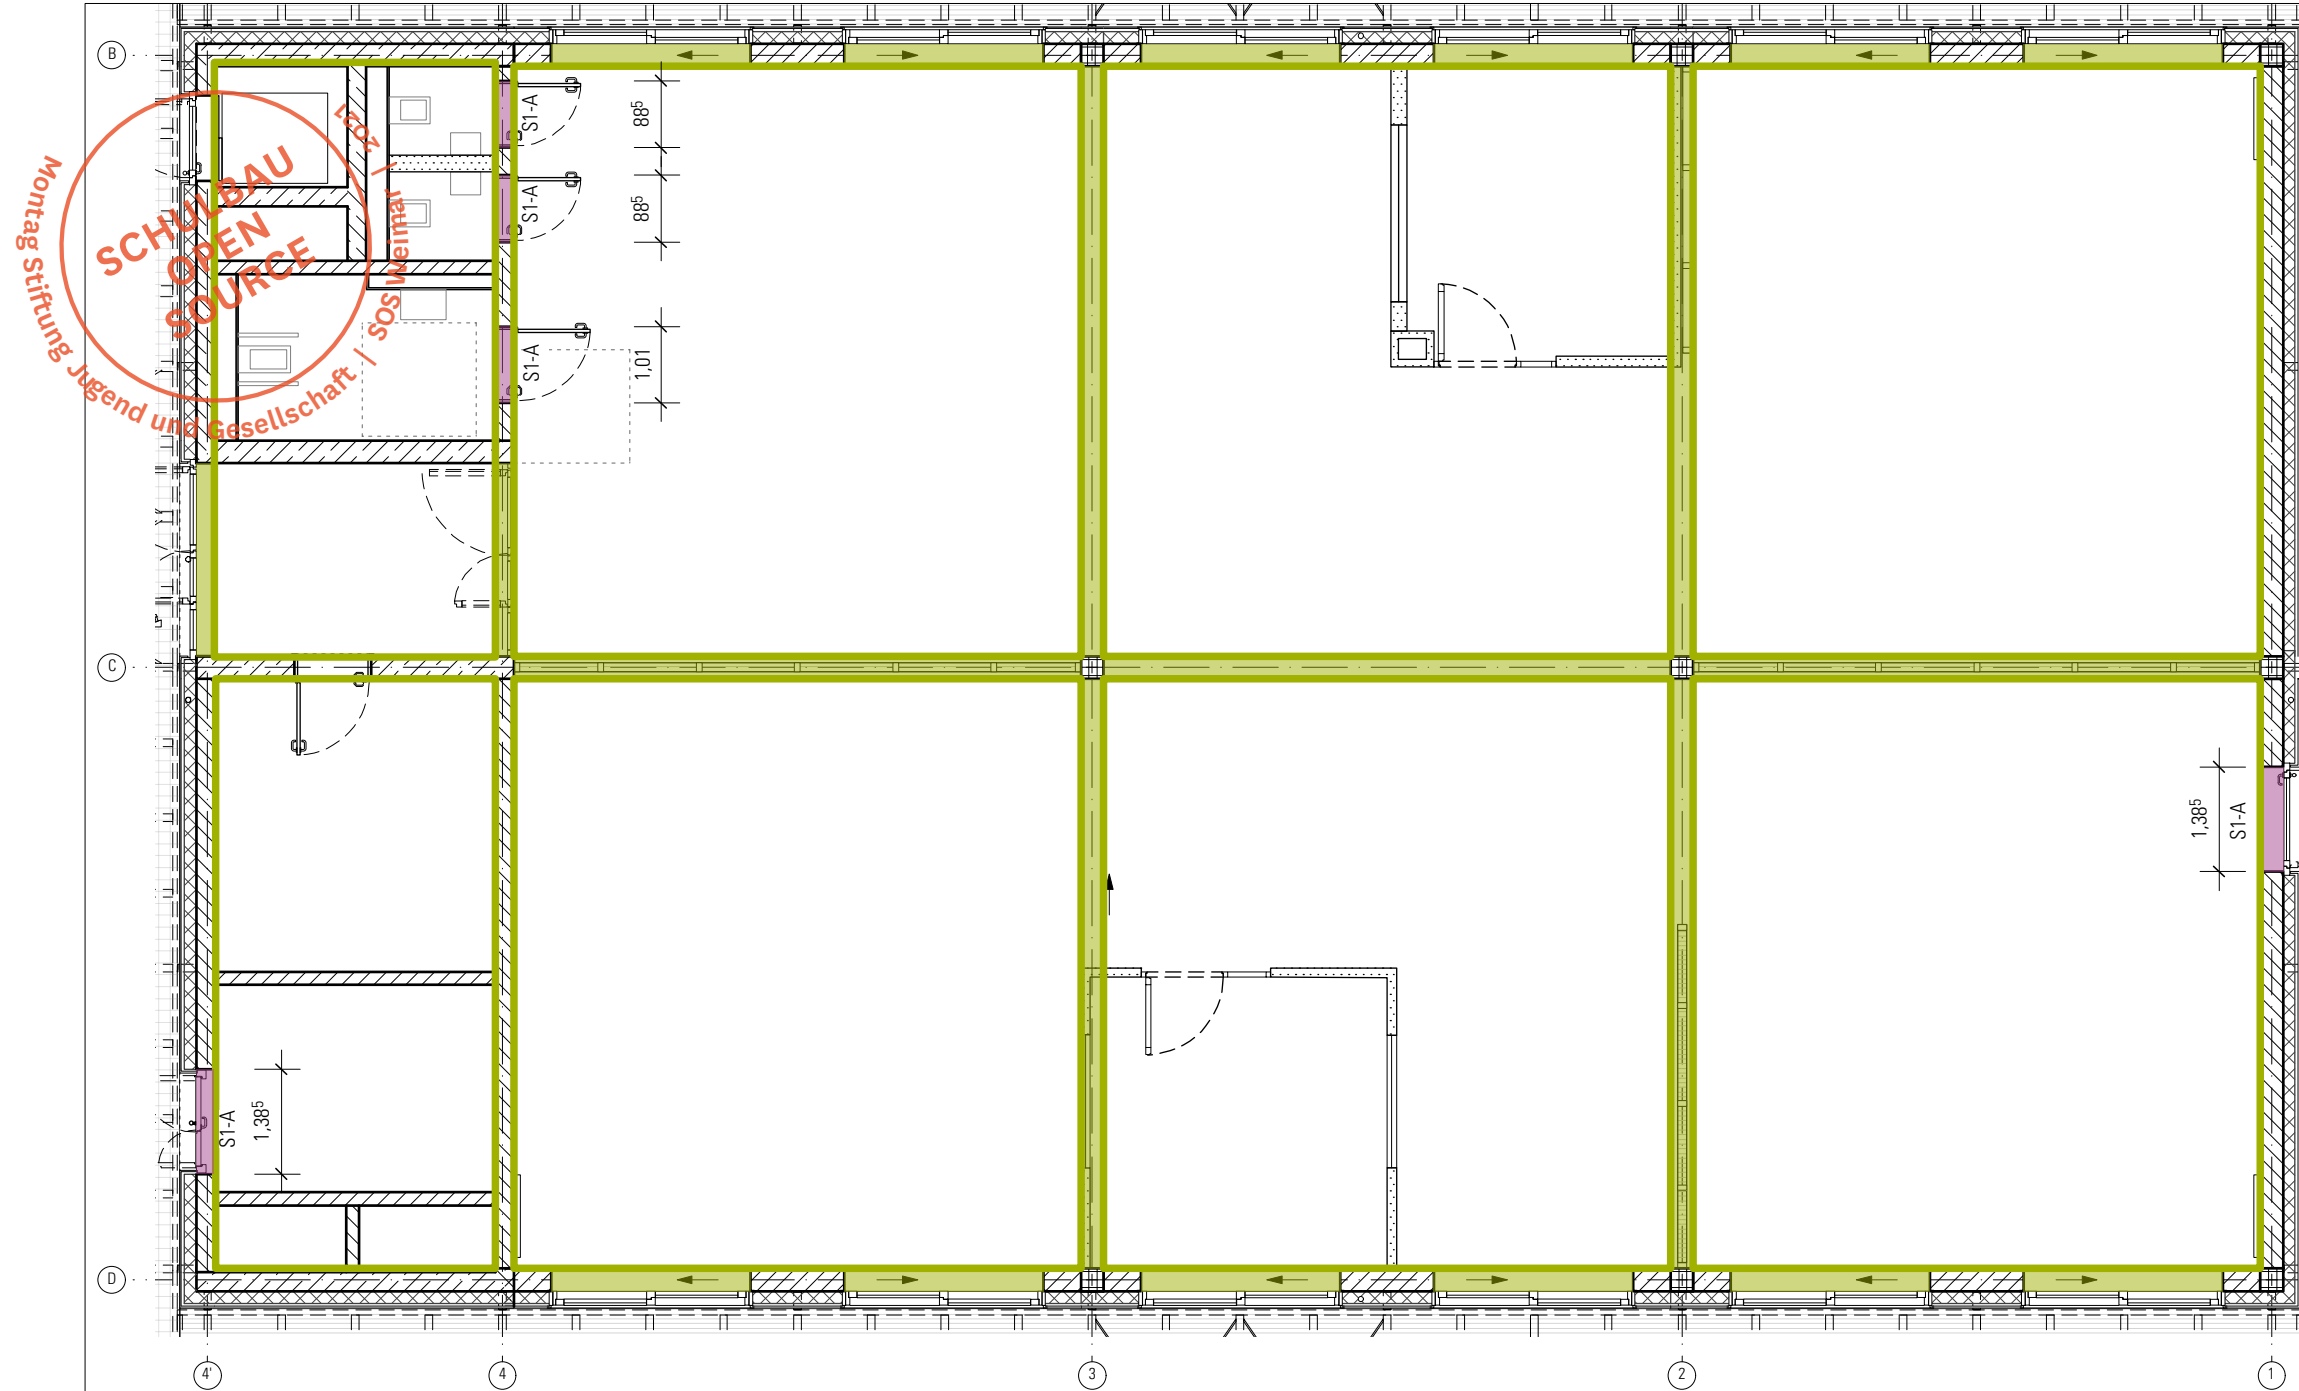 B
C
D
4'
4
3
2
1
SCHULBAU
OPEN
SOURCE
Montag Stiftung Jugend und Gesellschaft | SOS Weimar | 2021
S1-A
88⁵
S1-A
88⁵
S1-A
1,01
1,38⁵
S1-A
S1-A
1,38⁵